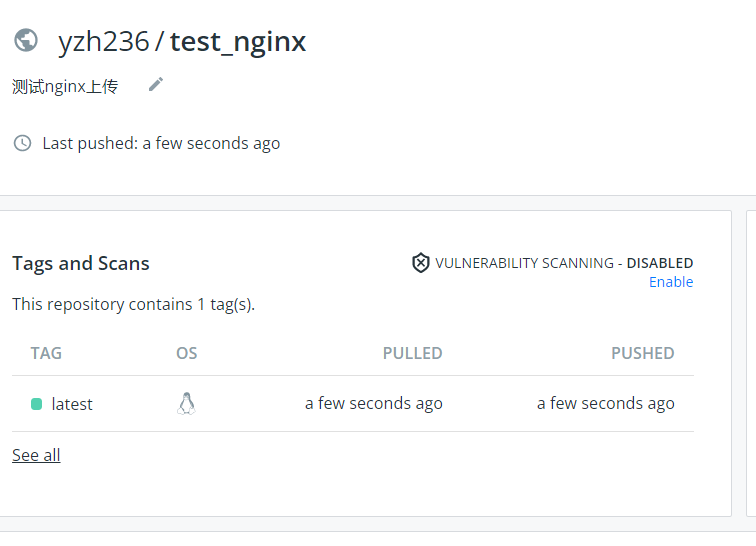 yzh236 / test_nginx
测试nginx上传
Last pushed: a few seconds ago
Tags and Scans
VULNERABILITY SCANNING - DISABLED
Enable
This repository contains 1 tag(s).
TAG OS PULLED PUSHED
latest a few seconds ago a few seconds ago
See all